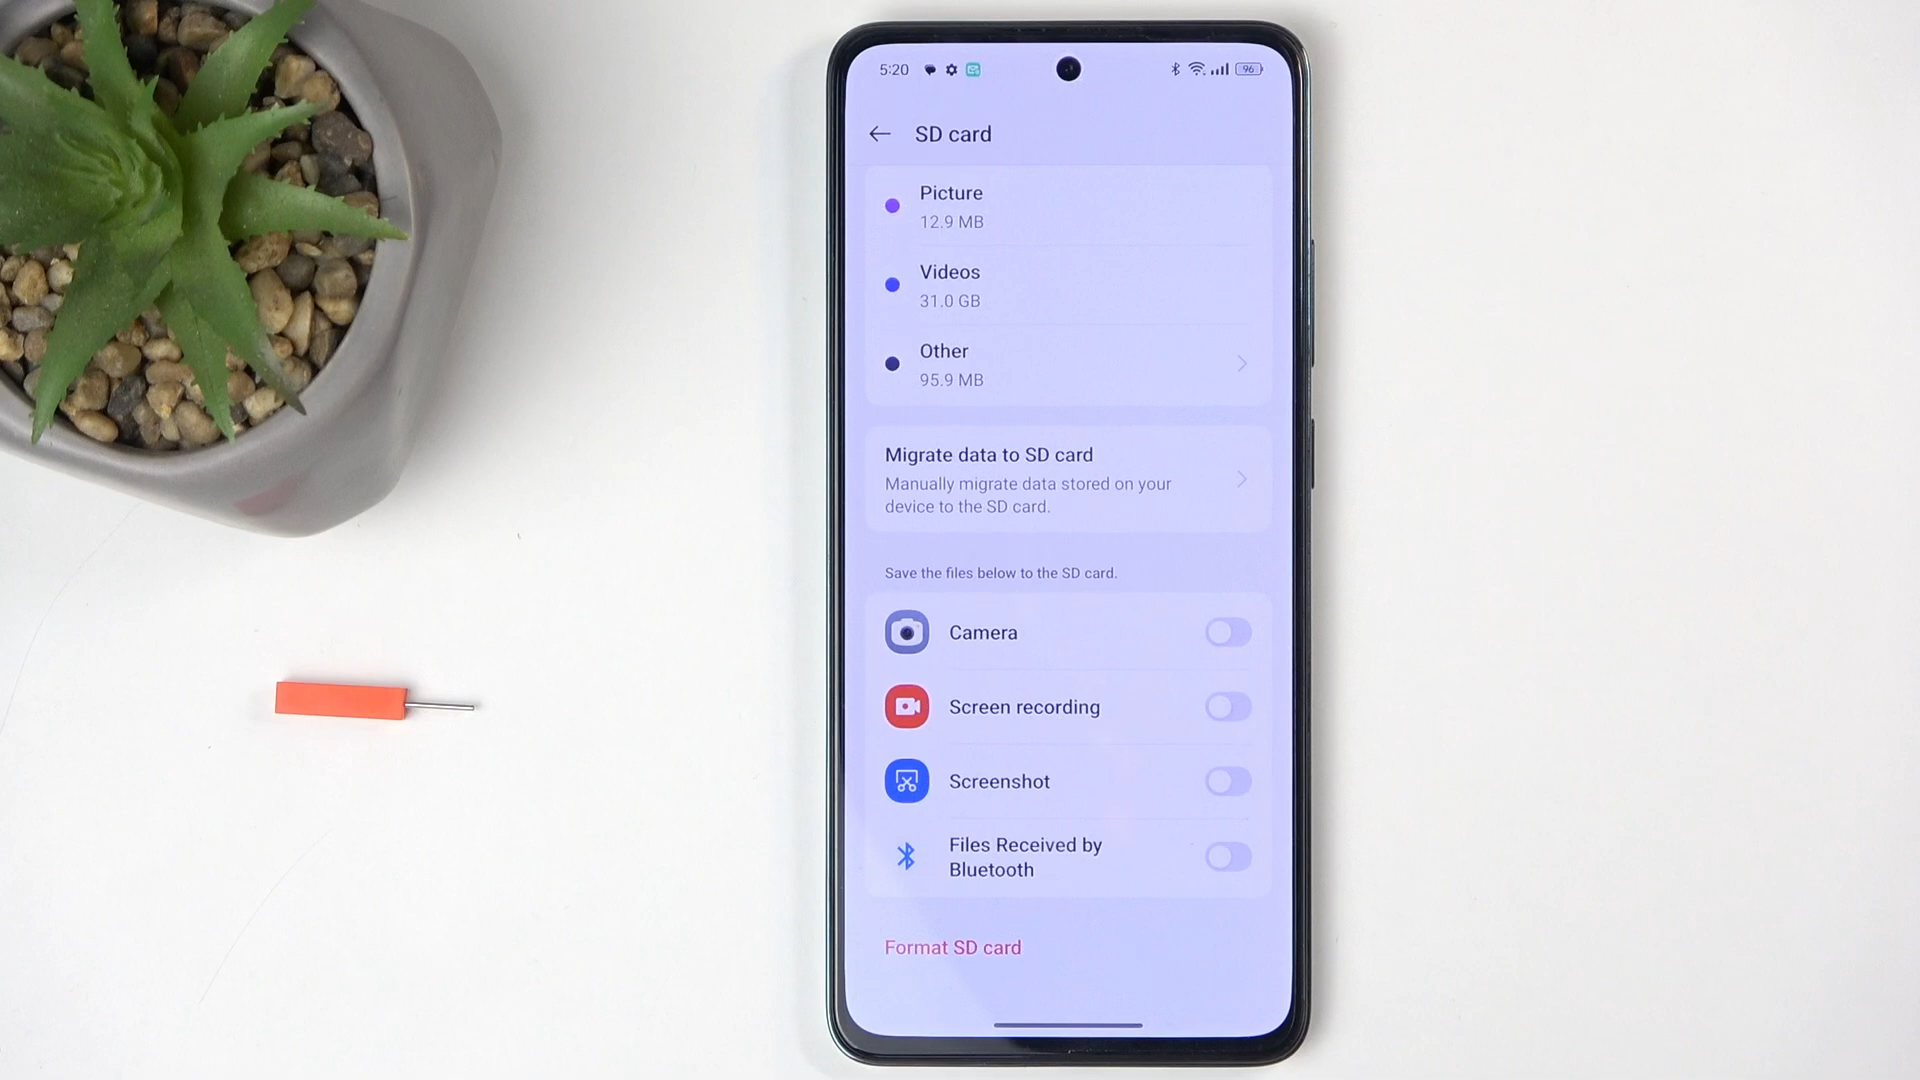 5:20
96
SD card
Picture
12.9 MB
Videos
31.0 GB
Other
95.9 MB
Migrate data to SD card
Manually migrate data stored on your
device to the SD card.
Save the files below to the SD card.
Camera
Screen recording
Screenshot
Files Received by
Bluetooth
Format SD card